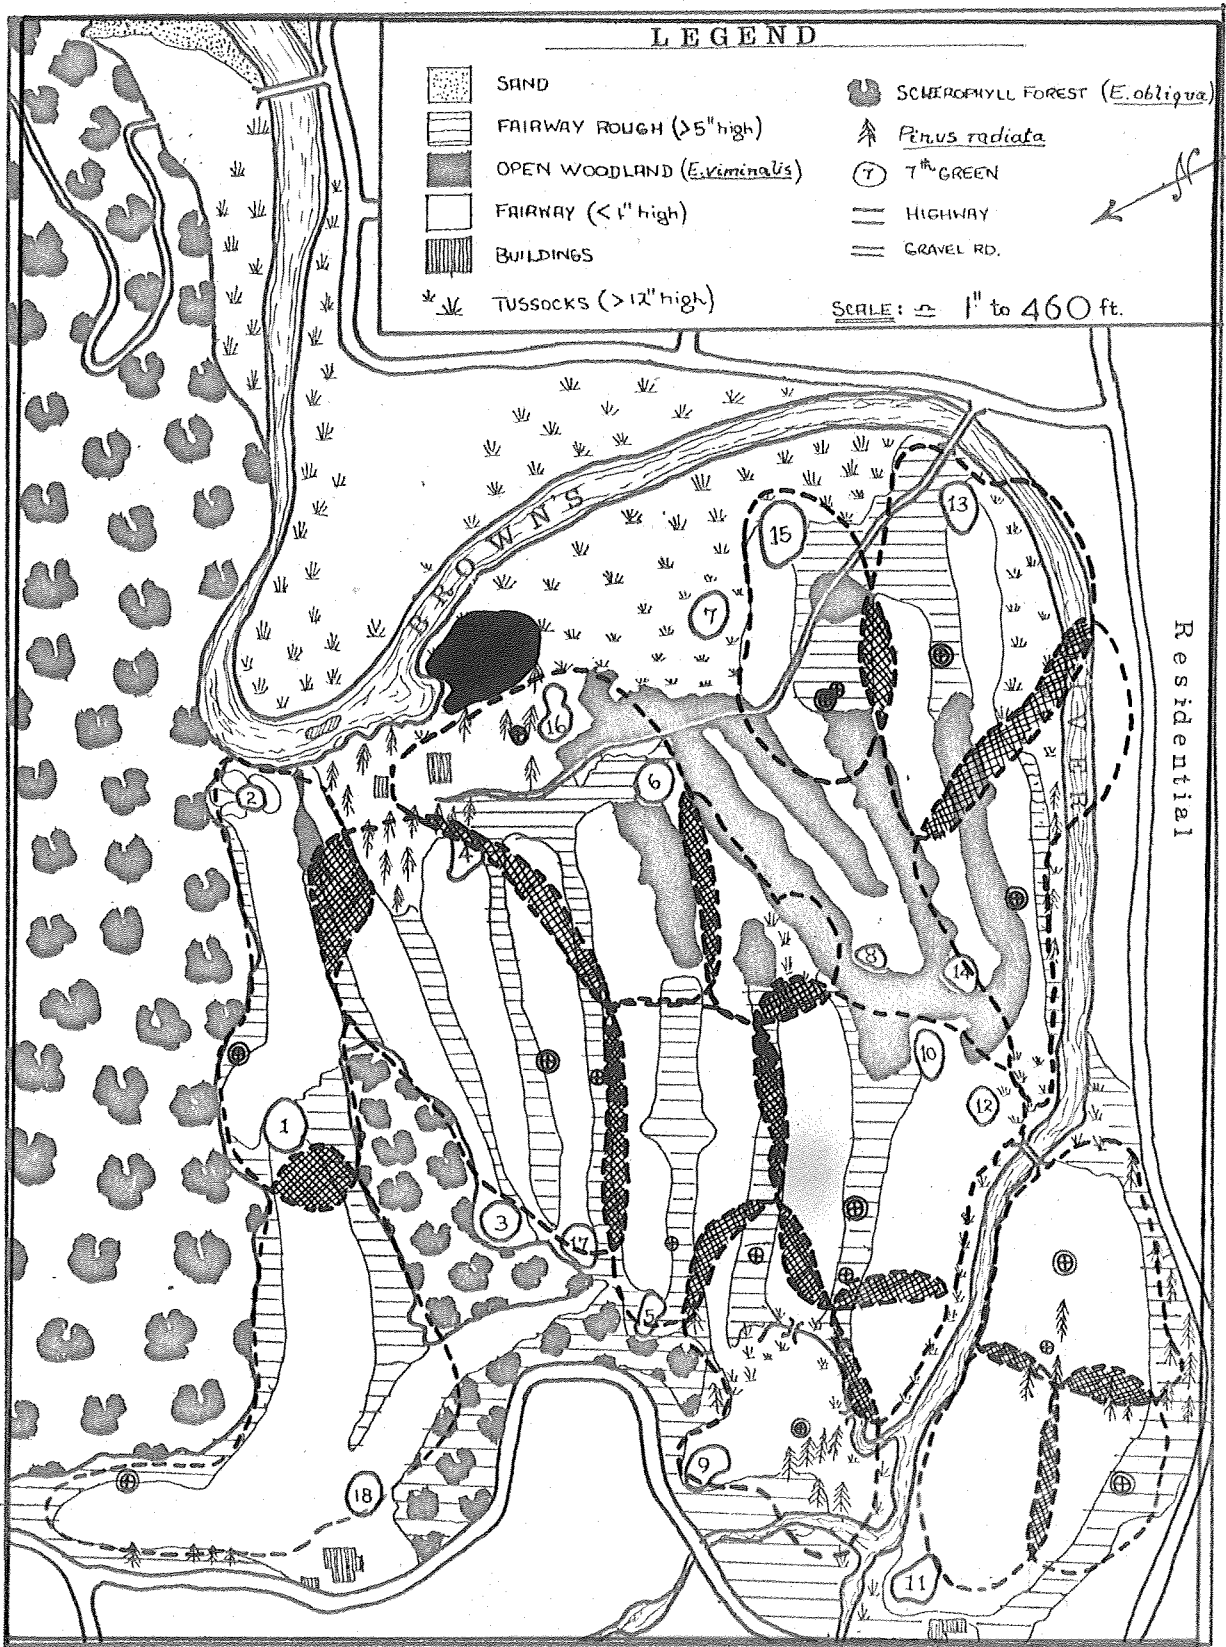 LEGEND
SAND
FAIRWAY ROUGH (>5" high)
OPEN WOODLAND (E.viminalis)
FAIRWAY (<1" high)
BUILDINGS
TUSSOCKS (>12" high)
SCHEROPHYLL FOREST (E.obliqua)
Pinus radiata
7 7th GREEN
HIGHWAY
GRAVEL RD.
SCALE: ≏ 1" to 460 ft.
N
BROWN'S
RIVER
Residential
13
15
7
16
6
2
4
8
14
10
12
1
3
17
5
9
18
11